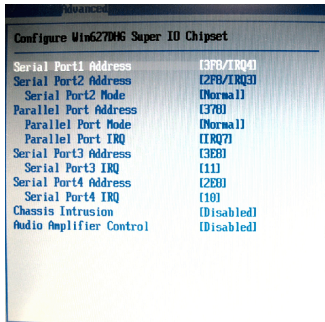 Advanced
Configure Win627DHG Super IO Chipset
Serial Port1 Address [3F8/IRQ4]
Serial Port2 Address [2F8/IRQ3]
Serial Port2 Mode [Normal]
Parallel Port Address [378]
Parallel Port Mode [Normal]
Parallel Port IRQ [IRQ7]
Serial Port3 Address [3E8]
Serial Port3 IRQ [11]
Serial Port4 Address [2E8]
Serial Port4 IRQ [10]
Chassis Intrusion [Disabled]
Audio Amplifier Control [Disabled]